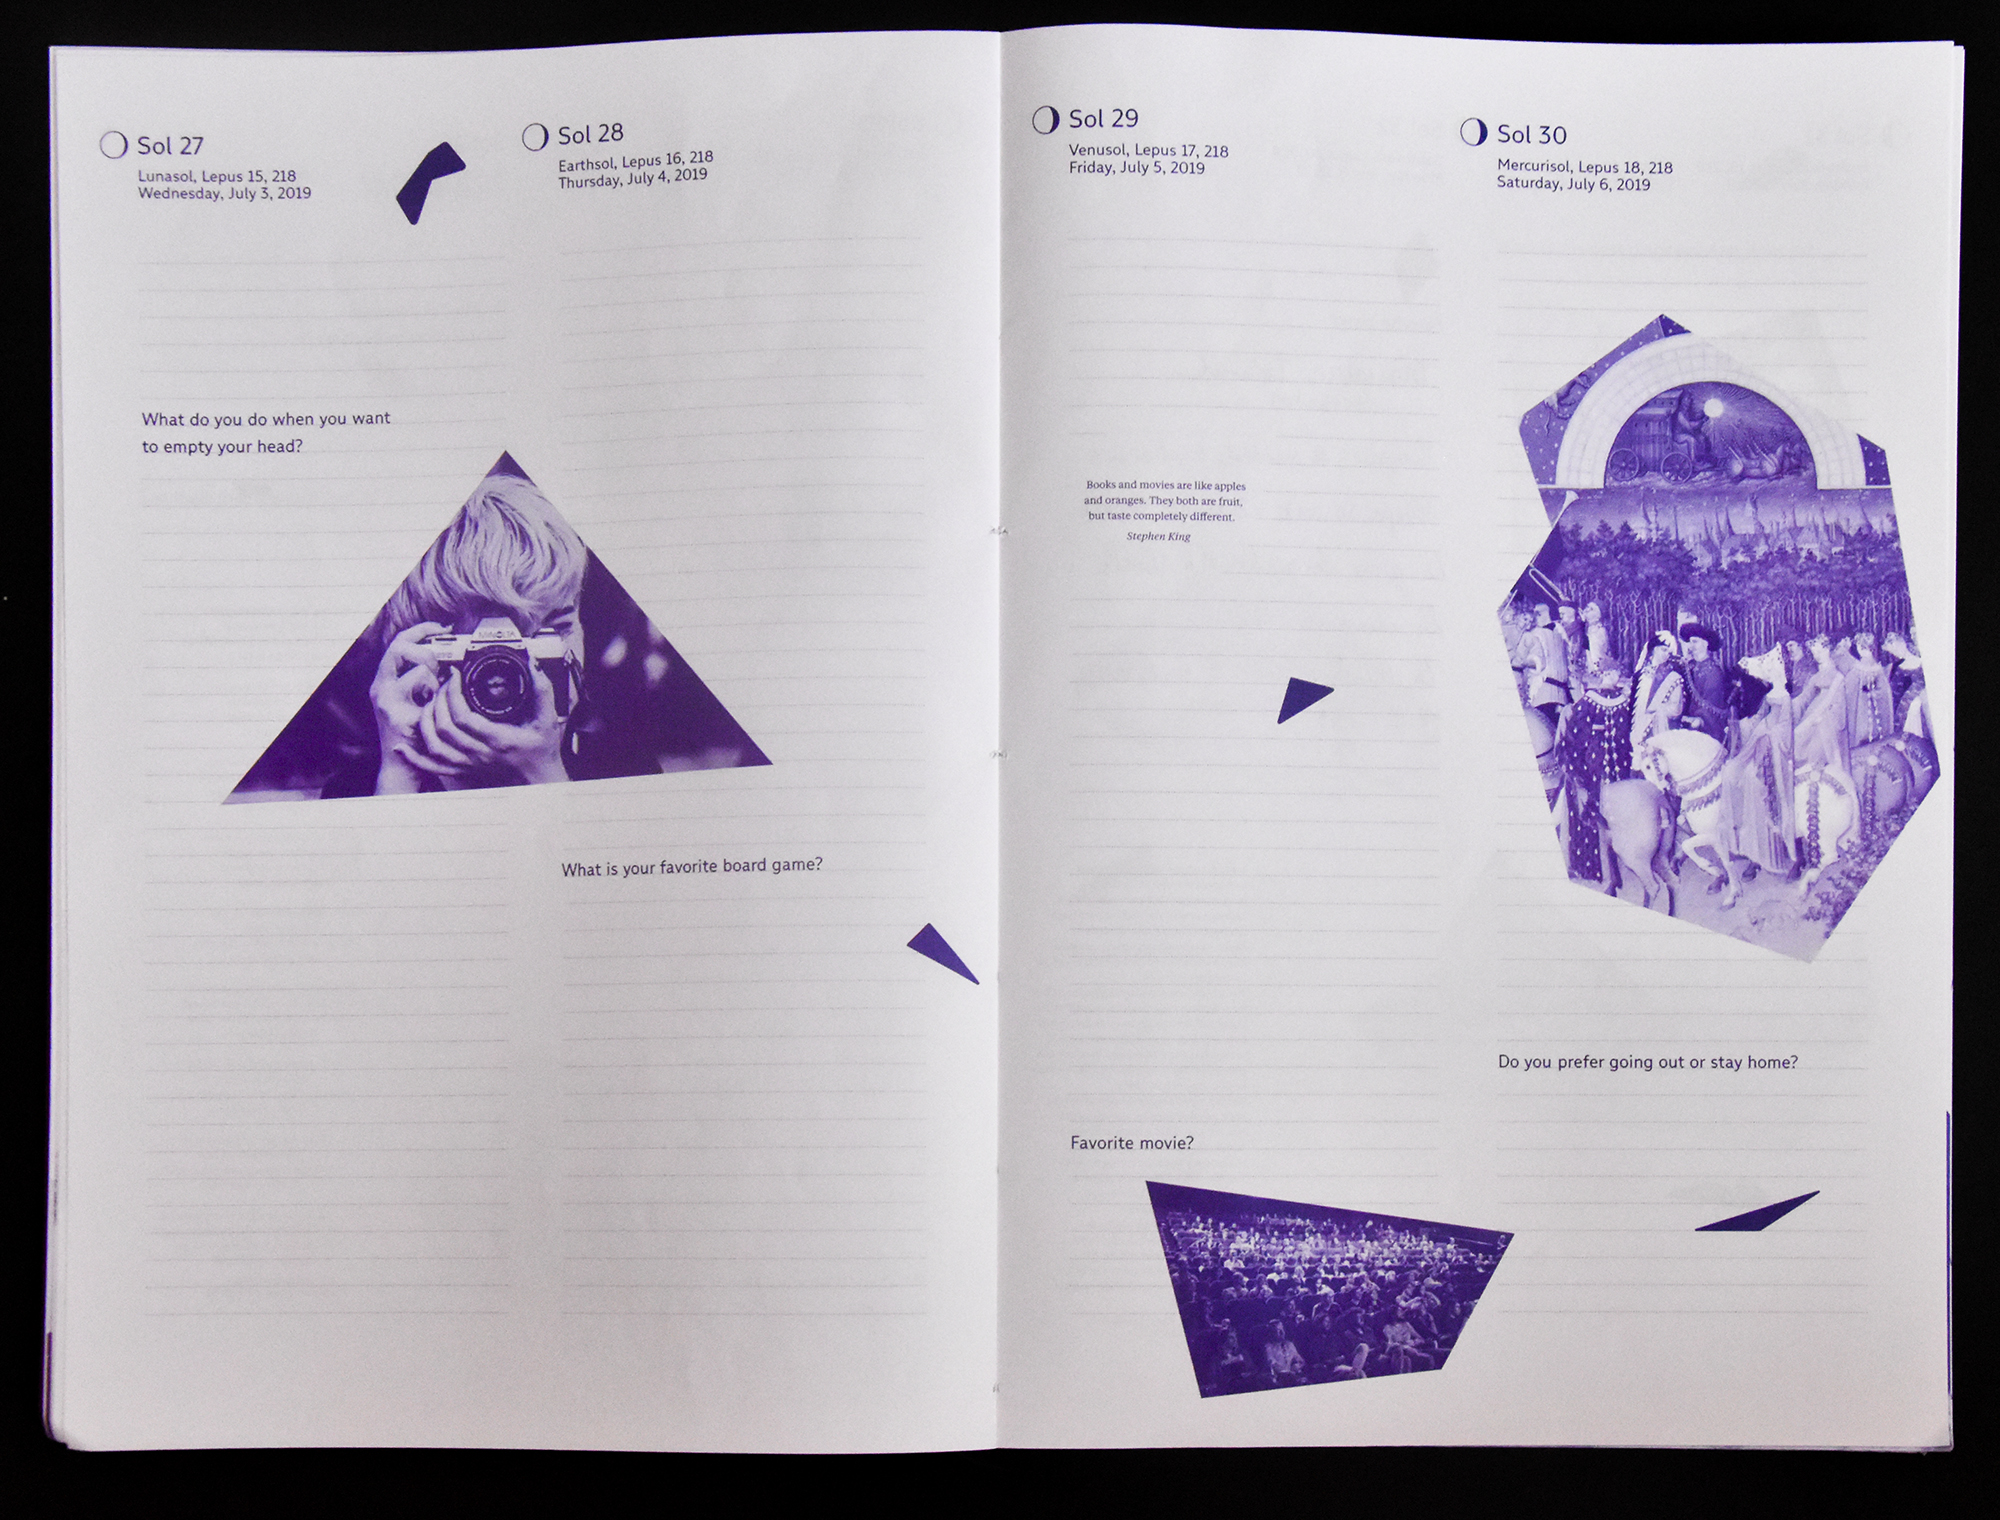 Sol 27
Lunasol, Lepus 15, 218
Wednesday, July 3, 2019
What do you do when you want
to empty your head?
MINOLTA
Sol 28
Earthsol, Lepus 16, 218
Thursday, July 4, 2019
What is your favorite board game?
Sol 29
Venusol, Lepus 17, 218
Friday, July 5, 2019
Books and movies are like apples
and oranges. They both are fruit,
but taste completely different.
Stephen King
Favorite movie?
Sol 30
Mercurisol, Lepus 18, 218
Saturday, July 6, 2019
Do you prefer going out or stay home?